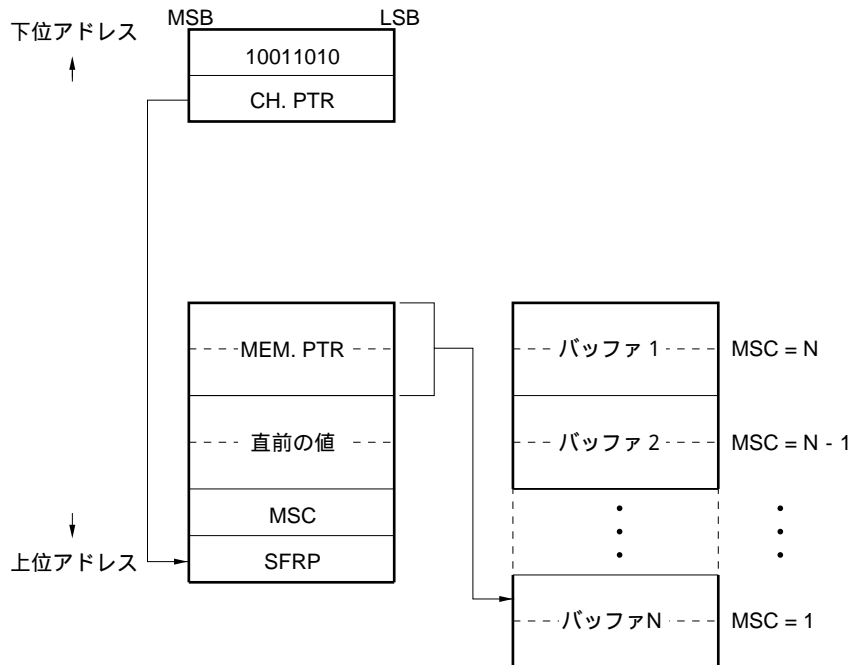 MSB LSB
下位アドレス
10011010
CH. PTR
MEM. PTR
バッファ 1 MSC = N
直前の値
バッファ 2 MSC = N - 1
MSC
上位アドレス
SFRP
バッファN MSC = 1